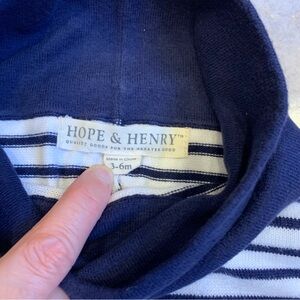 HOPE & HENRY™
QUALITY GOODS FOR THE GREATER GOOD
MADE IN CHINA
3-6m